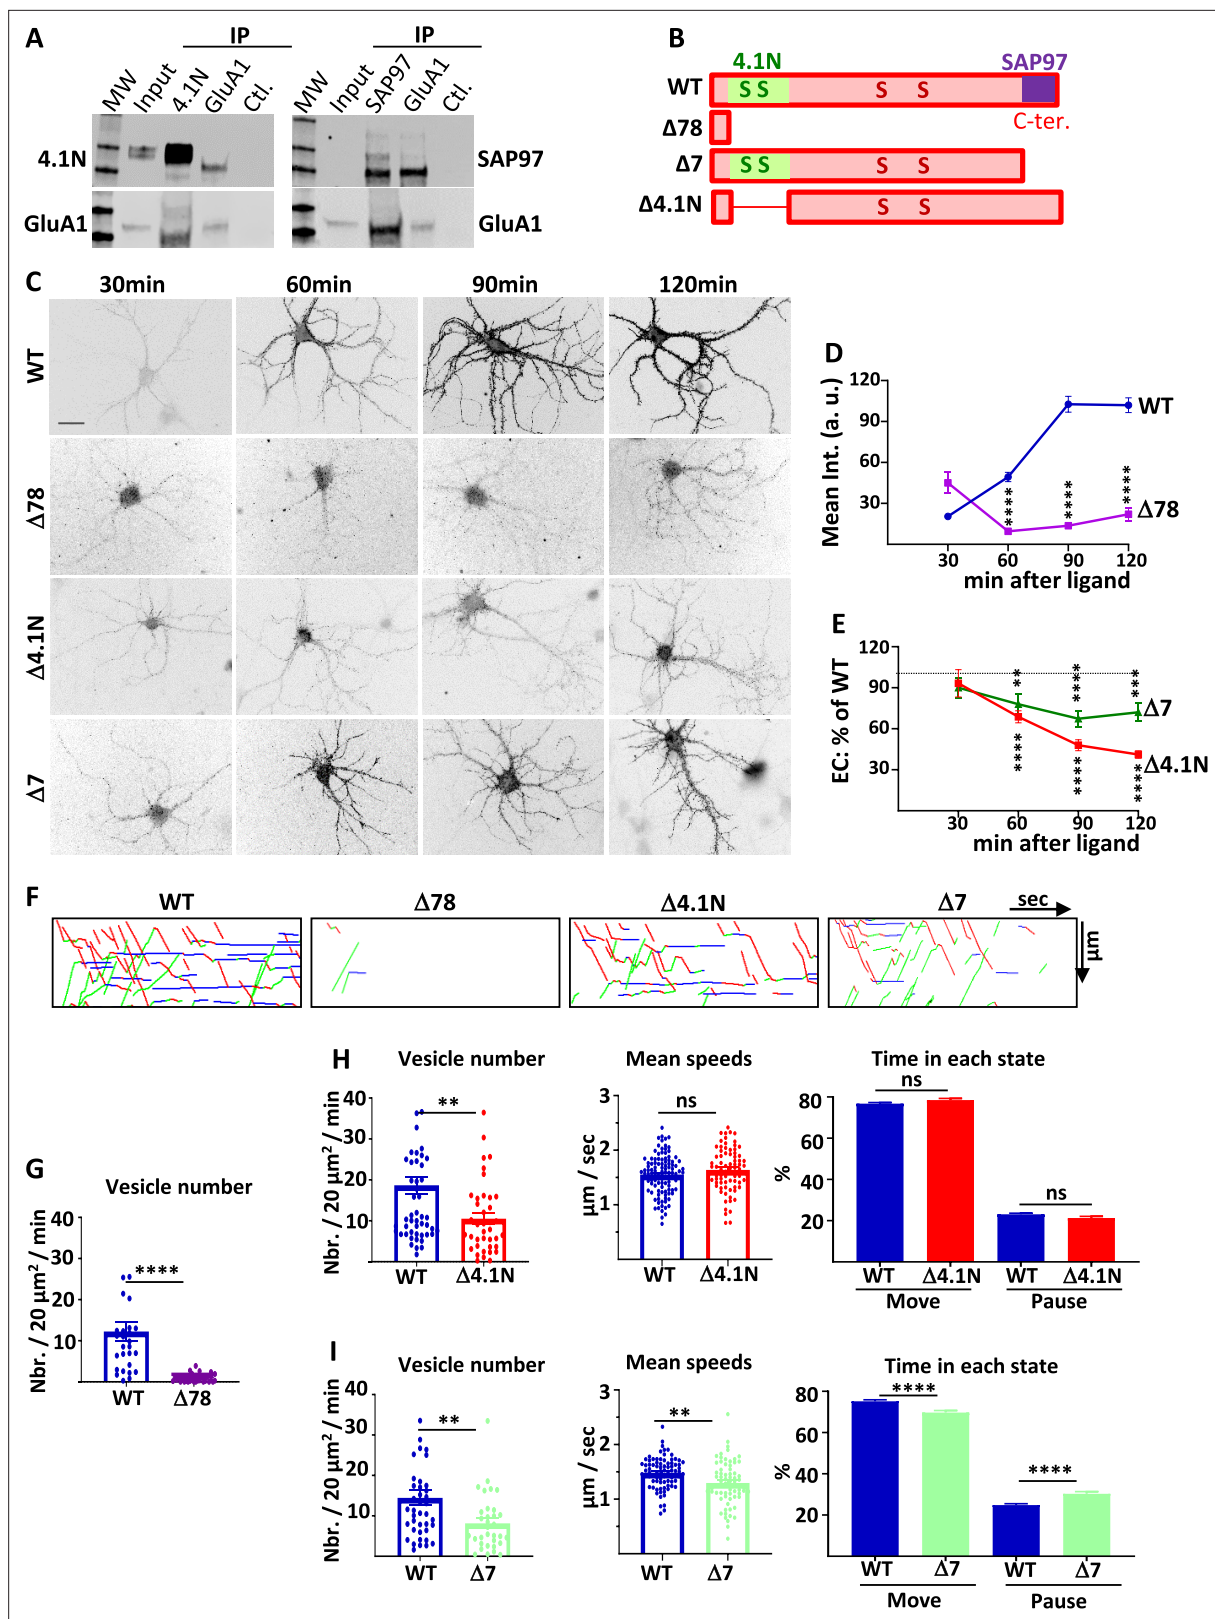 A
IP
IP
MW
Input
4.1N
GluA1
Ctl.
MW
Input
SAP97
GluA1
Ctl.
4.1N
SAP97
GluA1
GluA1
B
4.1N
SAP97
WT
S S
S S
C-ter.
Δ78
Δ7
S S
S S
Δ4.1N
S S
C
30min
60min
90min
120min
WT
Δ78
Δ4.1N
Δ7
D
Mean Int. (a. u.)
120
90
60
30
WT
Δ78
****
****
****
30
60
90
120
min after ligand
E
EC: % of WT
120
90
60
30
**
****
***
Δ7
Δ4.1N
****
****
****
30
60
90
120
min after ligand
F
WT
Δ78
Δ4.1N
Δ7
sec
µm
G
Vesicle number
Nbr. / 20 µm² / min
40
30
20
10
****
WT
Δ78
H
Vesicle number
Nbr. / 20 µm² / min
40
30
20
10
**
WT
Δ4.1N
Mean speeds
µm / sec
3
2
1
ns
WT
Δ4.1N
Time in each state
%
80
60
40
20
ns
ns
WT
Δ4.1N
WT
Δ4.1N
Move
Pause
I
Vesicle number
Nbr. / 20 µm² / min
40
30
20
10
**
WT
Δ7
Mean speeds
µm / sec
3
2
1
**
WT
Δ7
Time in each state
%
80
60
40
20
****
****
WT
Δ7
WT
Δ7
Move
Pause